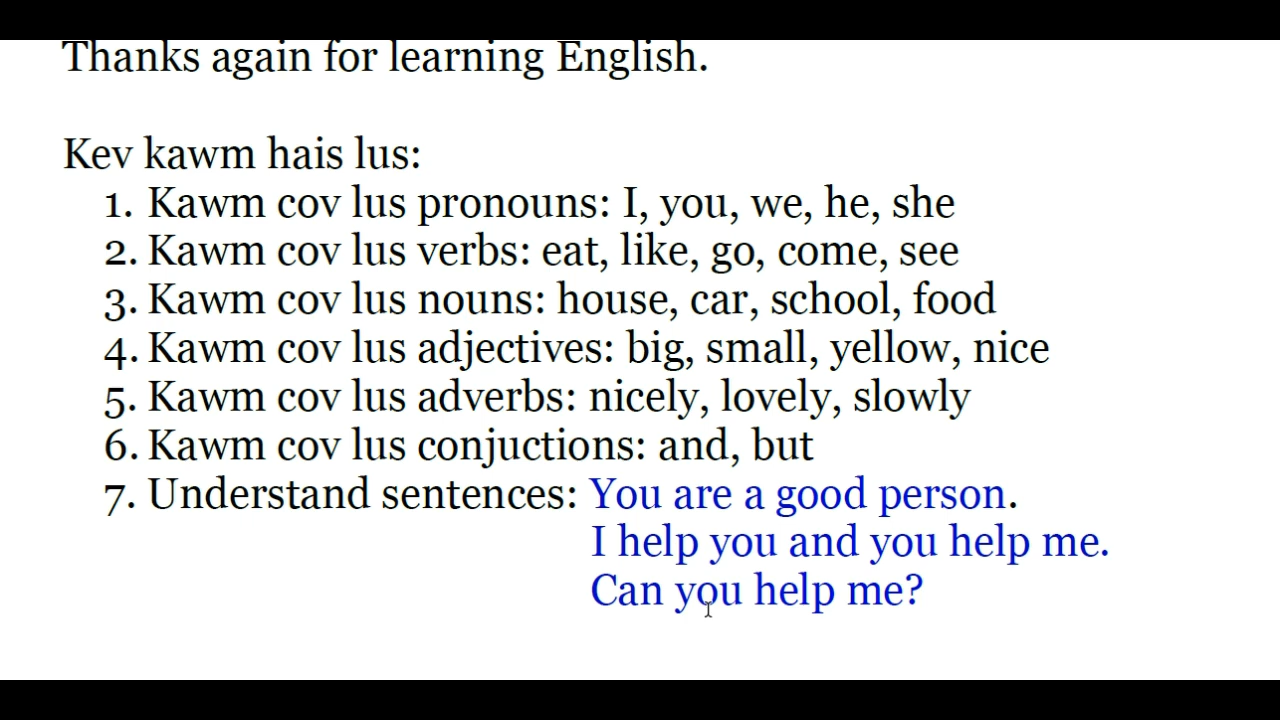 Thanks again for learning English.
Kev kawm hais lus:
1. Kawm cov lus pronouns: I, you, we, he, she
2. Kawm cov lus verbs: eat, like, go, come, see
3. Kawm cov lus nouns: house, car, school, food
4. Kawm cov lus adjectives: big, small, yellow, nice
5. Kawm cov lus adverbs: nicely, lovely, slowly
6. Kawm cov lus conjuctions: and, but
7. Understand sentences: You are a good person.
I help you and you help me.
Can you help me?